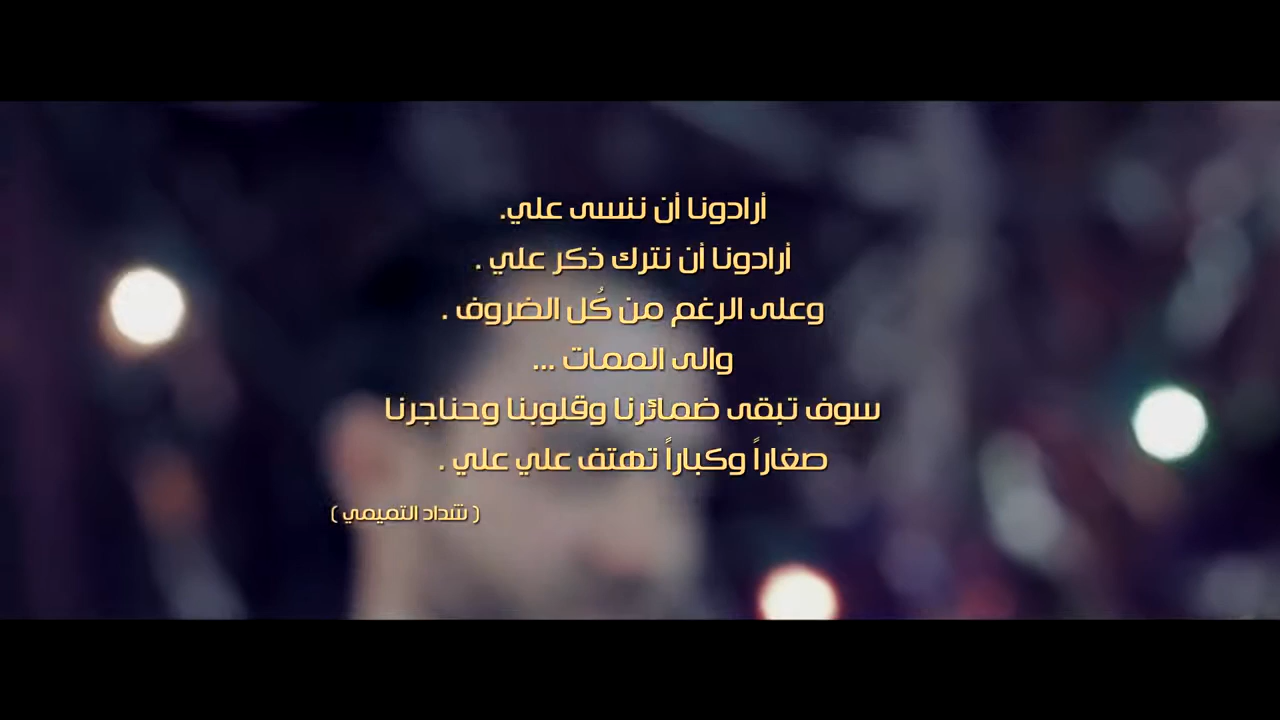 أرادونا أن ننسى علي.
أرادونا أن نترك ذكر علي .
وعلى الرغم من كُل الضروف .
والى الممات ...
سوف تبقى ضمائرنا وقلوبنا وحناجرنا
صغاراً وكباراً تهتف علي علي .
( شداد التميمي )